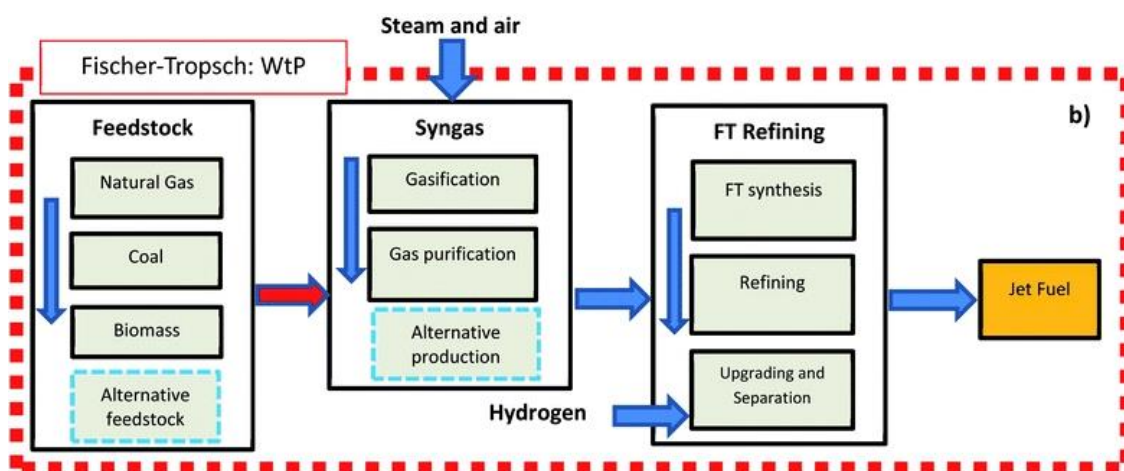 Steam and air
Fischer-Tropsch: WtP
b)
Feedstock
Natural Gas
Coal
Biomass
Alternative
feedstock
Syngas
Gasification
Gas purification
Alternative
production
Hydrogen
FT Refining
FT synthesis
Refining
Upgrading and
Separation
Jet Fuel